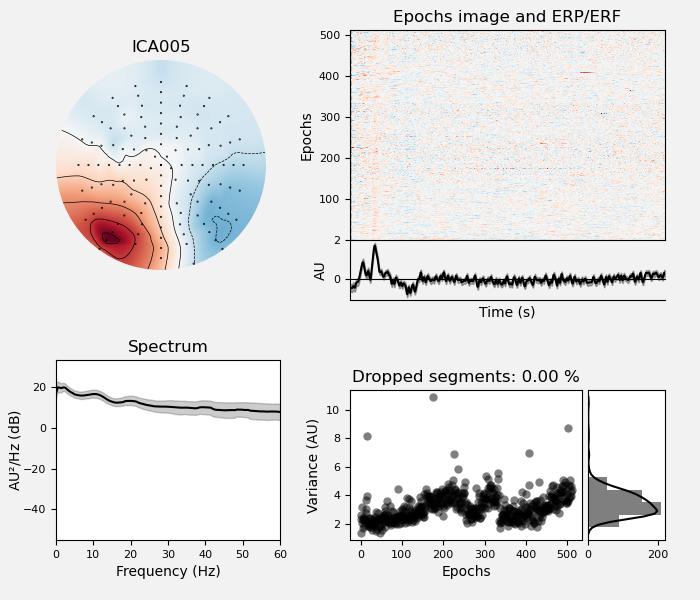 ICA005
Epochs image and ERP/ERF
Epochs
500
400
300
200
100
AU
2
0
Time (s)
Spectrum
AU²/Hz (dB)
20
0
−20
−40
0 10 20 30 40 50 60
Frequency (Hz)
Dropped segments: 0.00 %
Variance (AU)
10
8
6
4
2
0 100 200 300 400 500
Epochs
0 200